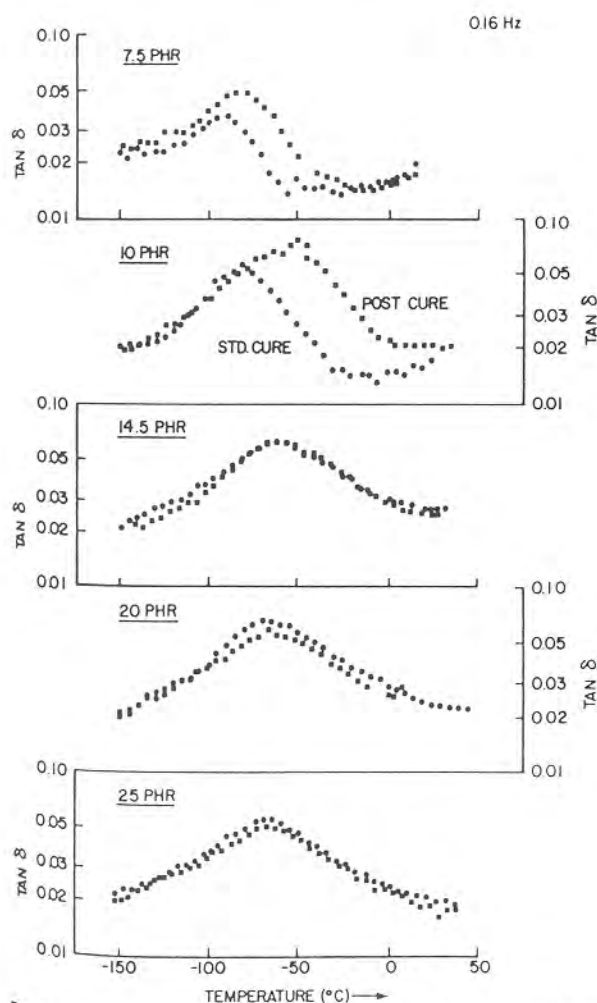 0.16 Hz
0.10
7.5 PHR
0.05
0.03
0.02
0.01
TAN δ
0.10
10 PHR
0.05
POST CURE
0.03
STD. CURE
0.02
0.01
TAN δ
0.10
14.5 PHR
0.05
0.03
0.02
0.01
TAN δ
0.10
20 PHR
0.05
0.03
0.02
0.01
TAN δ
0.10
25 PHR
0.05
0.03
0.02
0.01
TAN δ
-150 -100 -50 0 50
TEMPERATURE (°C)→